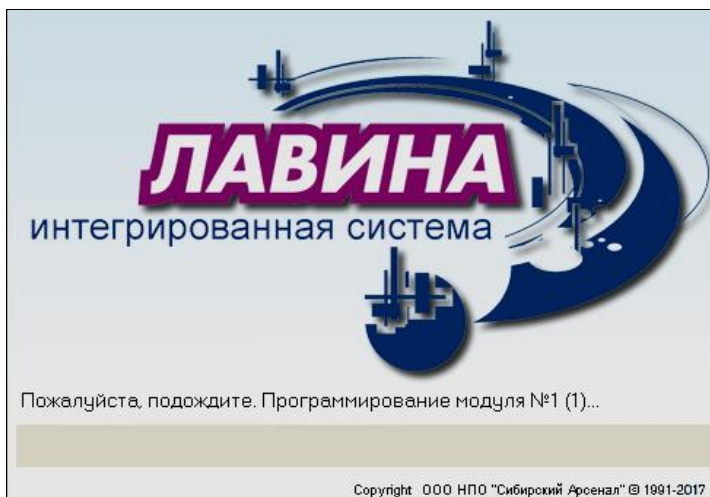 ЛАВИНА
интегрированная система
Пожалуйста, подождите. Программирование модуля №1 (1)...
Copyright ООО НПО "Сибирский Арсенал" © 1991-2017